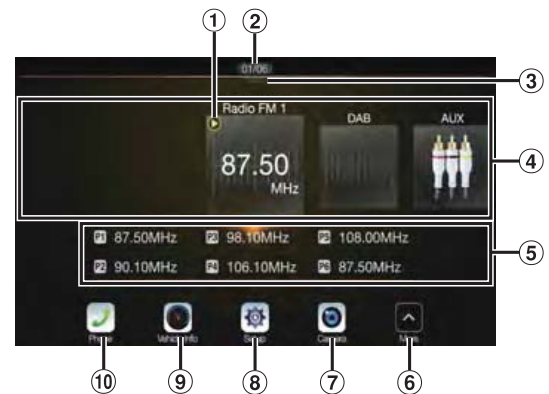 ① ② ③
01/06
Radio FM 1 DAB AUX
87.50
MHz
④
P1 87.50MHz P3 98.10MHz P5 108.00MHz
P2 90.10MHz P4 106.10MHz P6 87.50MHz
⑤
Phone Vehicle Info Setup Camera More
⑩ ⑨ ⑧ ⑦ ⑥